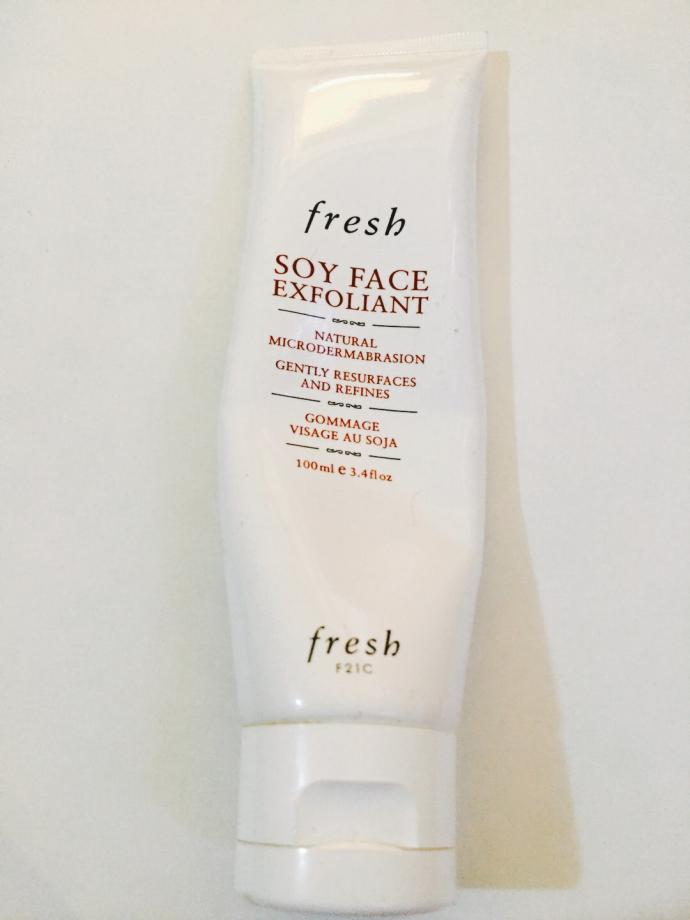 fresh
SOY FACE
EXFOLIANT
NATURAL
MICRODERMABRASION
GENTLY RESURFACES
AND REFINES
GOMMAGE
VISAGE AU SOJA
100ml e 3.4fl oz
fresh
F21C